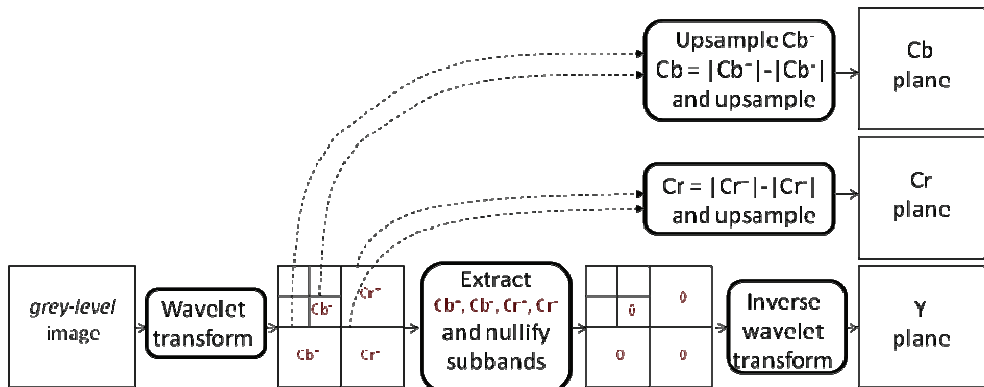 Upsample Cb⁻
Cb = |Cb⁺|-|Cb⁻|
and upsample
Cb
plane
Cr = |Cr⁺|-|Cr⁻|
and upsample
Cr
plane
grey-level
image
Wavelet
transform
Cr⁺
Cb⁻
Cb⁺
Cr⁻
Extract
Cb⁺, Cb⁻, Cr⁺, Cr⁻
and nullify
subbands
0
0
0
0
Inverse
wavelet
transform
Y
plane